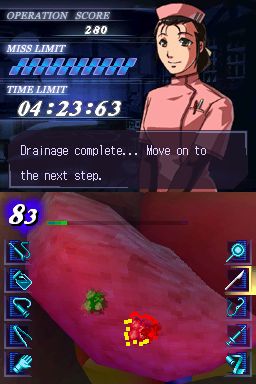 OPERATION SCORE
280
MISS LIMIT
TIME LIMIT
04:23:63
Drainage complete... Move on to
the next step.
83